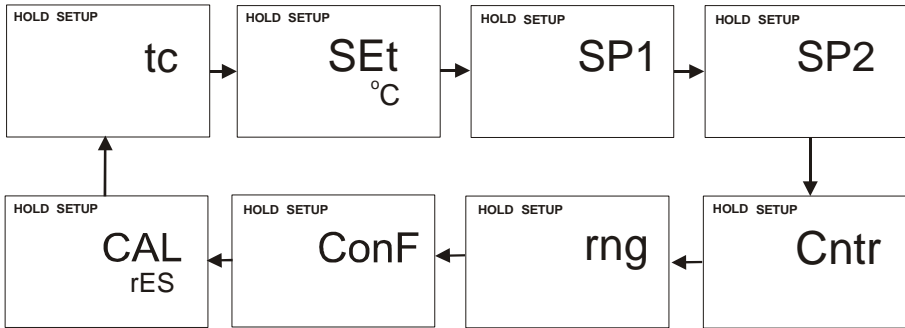 HOLD SETUP
tc
HOLD SETUP
SEt
°C
HOLD SETUP
SP1
HOLD SETUP
SP2
HOLD SETUP
CAL
rES
HOLD SETUP
ConF
HOLD SETUP
rng
HOLD SETUP
Cntr